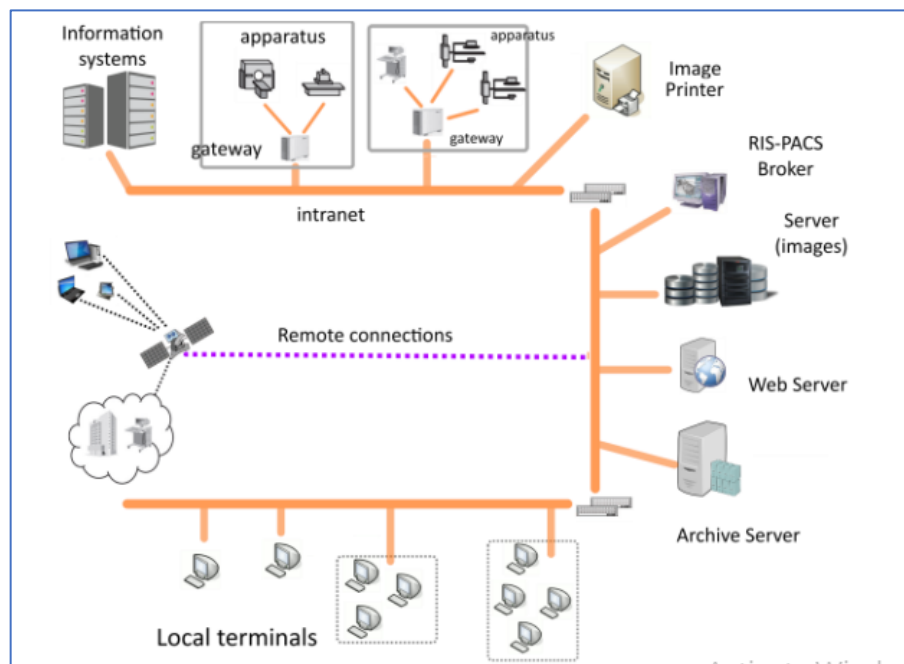 Information
systems
apparatus
gateway
apparatus
gateway
Image
Printer
RIS-PACS
Broker
intranet
Server
(images)
Remote connections
Web Server
Archive Server
Local terminals